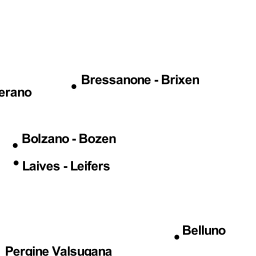 Bressanone - Brixen
erano
Bolzano - Bozen
Laives - Leifers
Belluno
Pergine Valsugana